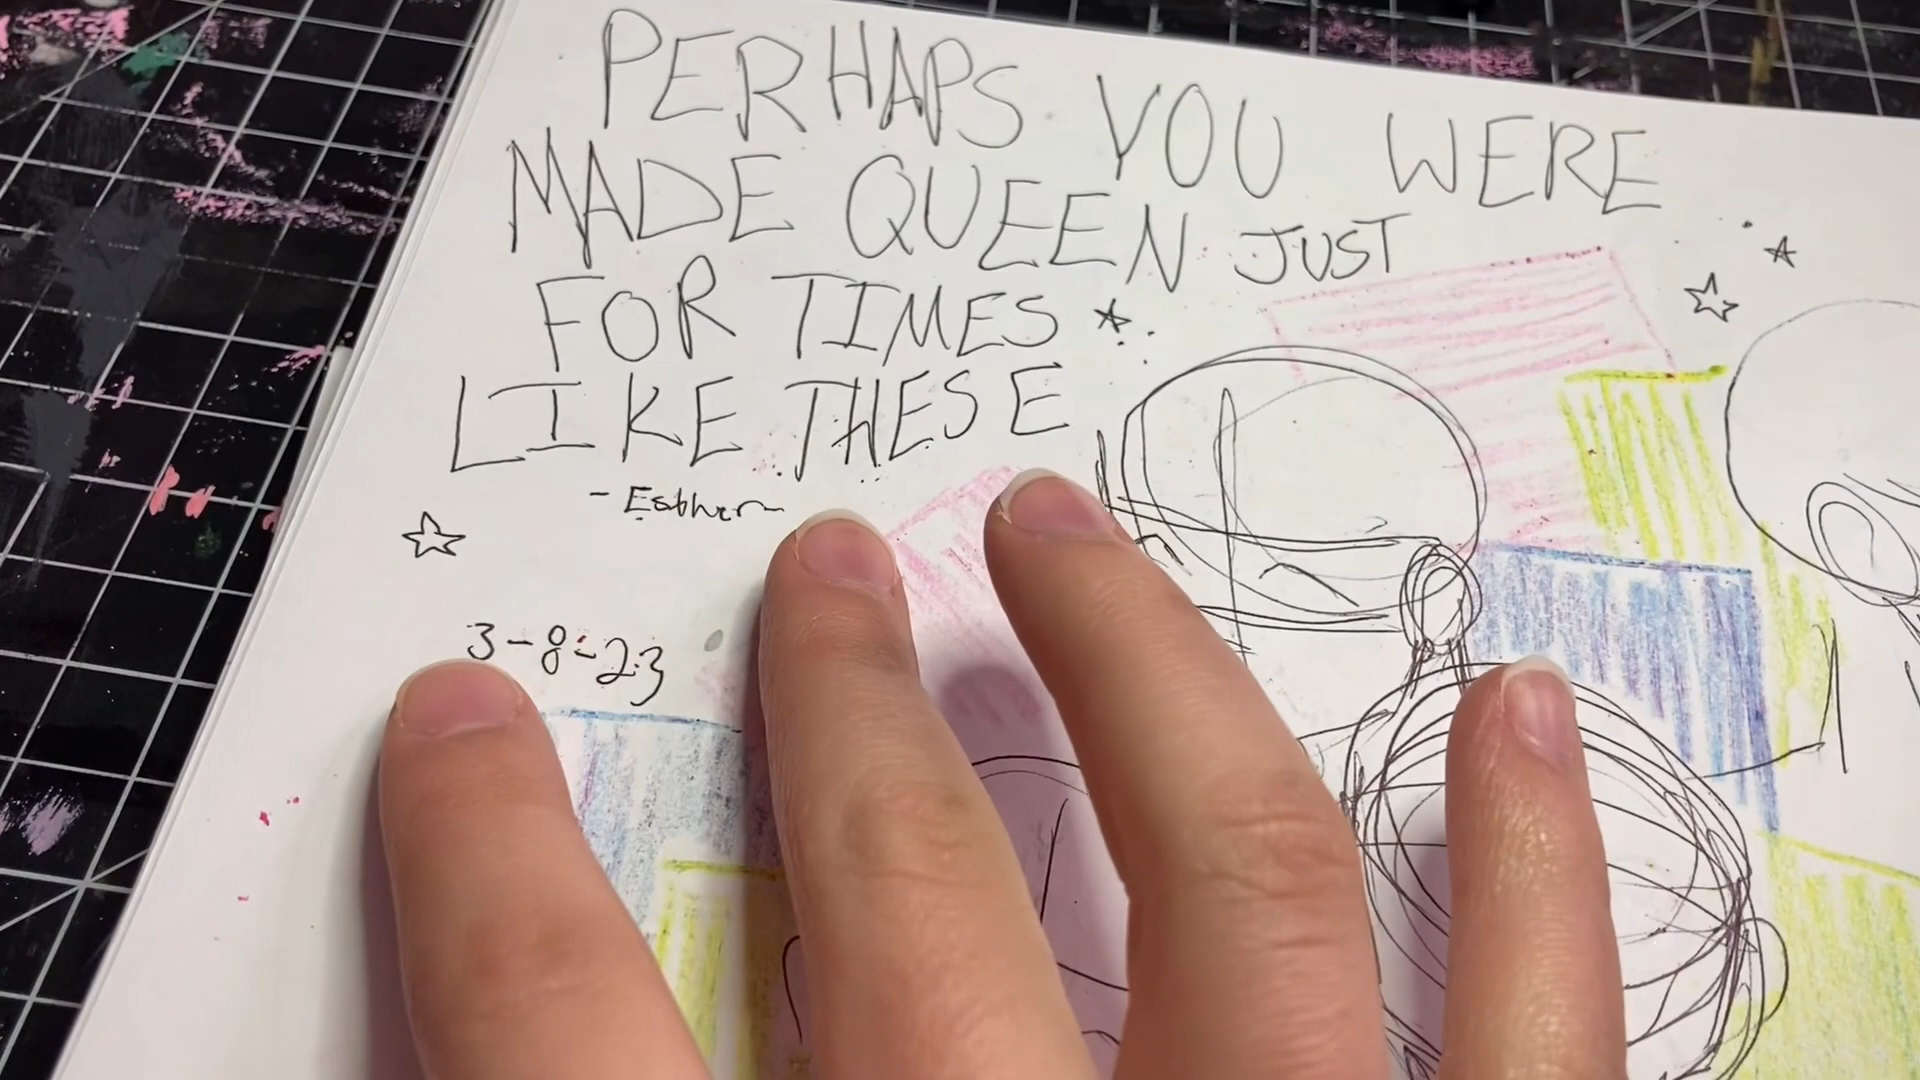 PERHAPS YOU WERE
MADE QUEEN JUST
FOR TIMES
LIKE THESE
- Esther
3-8-23